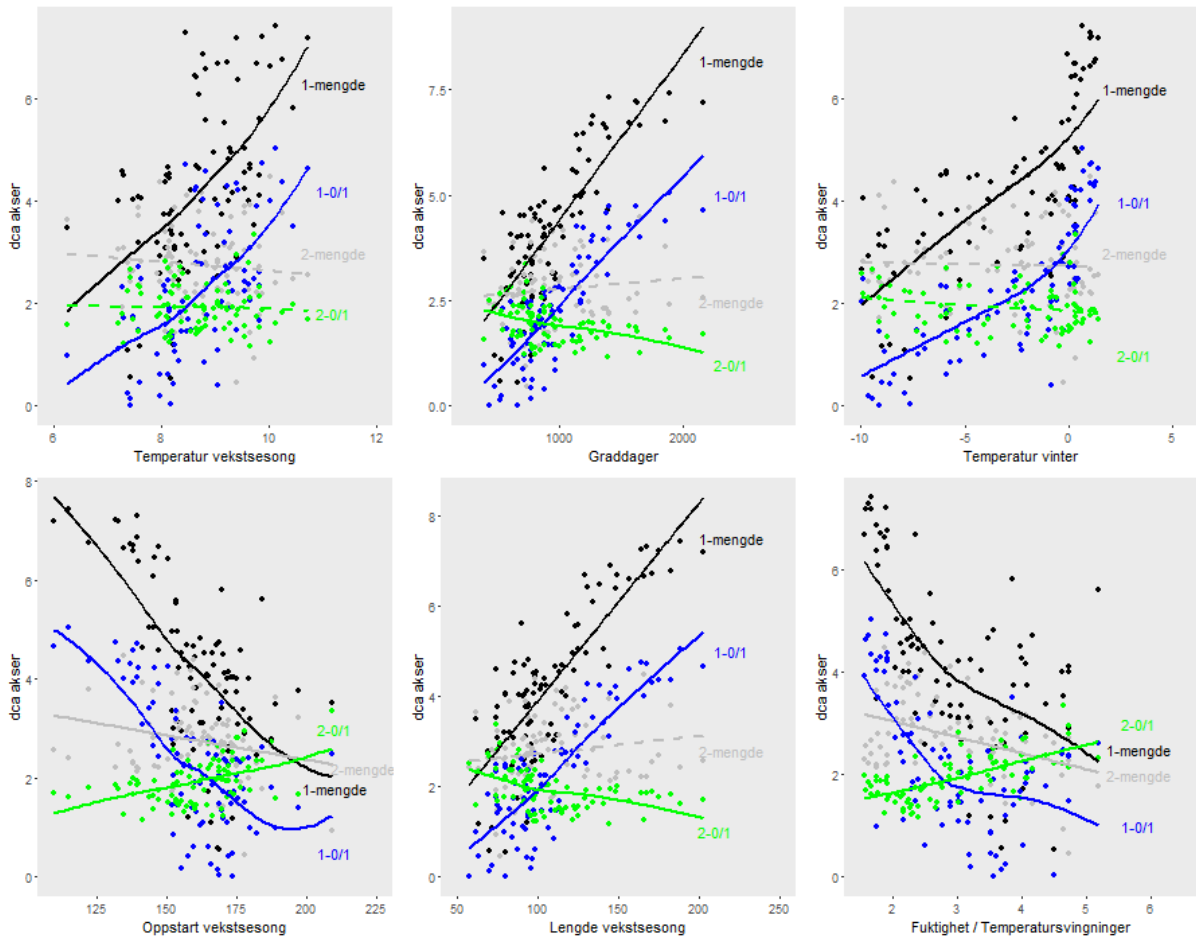 dca akser
6
4
2
0
1-mengde
1-0/1
2-mengde
2-0/1
6
8
10
12
Temperatur vekstsesong
dca akser
7.5
5.0
2.5
0.0
1-mengde
1-0/1
2-mengde
2-0/1
1000
2000
Graddager
dca akser
6
4
2
0
1-mengde
1-0/1
2-mengde
2-0/1
-10
-5
0
5
Temperatur vinter
dca akser
8
6
4
2
0
2-0/1
2-mengde
1-mengde
1-0/1
125
150
175
200
225
Oppstart vekstsesong
dca akser
8
6
4
2
0
1-mengde
1-0/1
2-mengde
2-0/1
50
100
150
200
250
Lengde vekstsesong
dca akser
6
4
2
0
2-0/1
1-mengde
2-mengde
1-0/1
2
3
4
5
6
Fuktighet / Temperatursvingninger